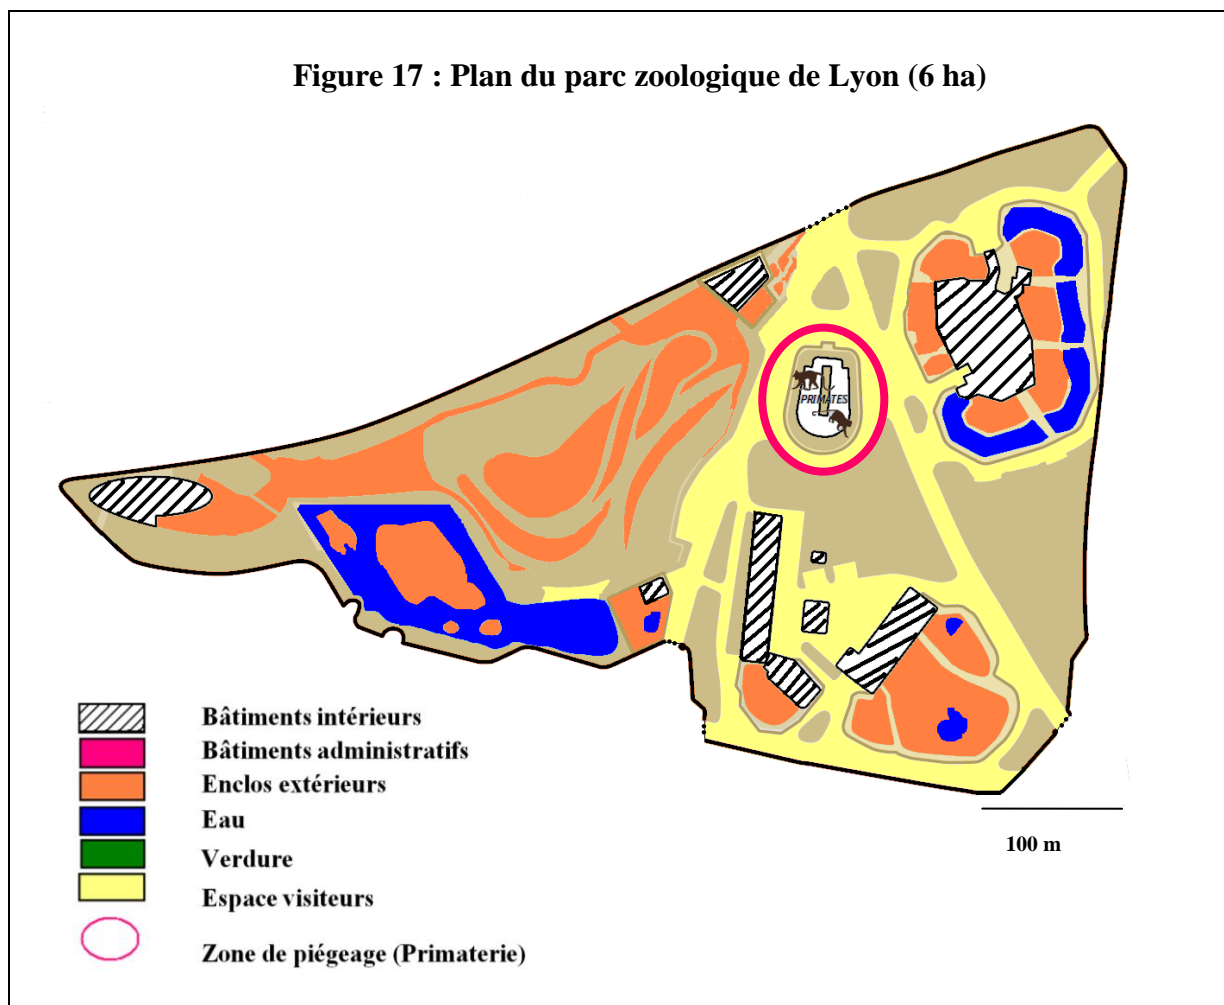 Figure 17 : Plan du parc zoologique de Lyon (6 ha)
PRIMATES
Bâtiments intérieurs
Bâtiments administratifs
Enclos extérieurs
Eau
Verdure
Espace visiteurs
Zone de piégeage (Primaterie)
100 m